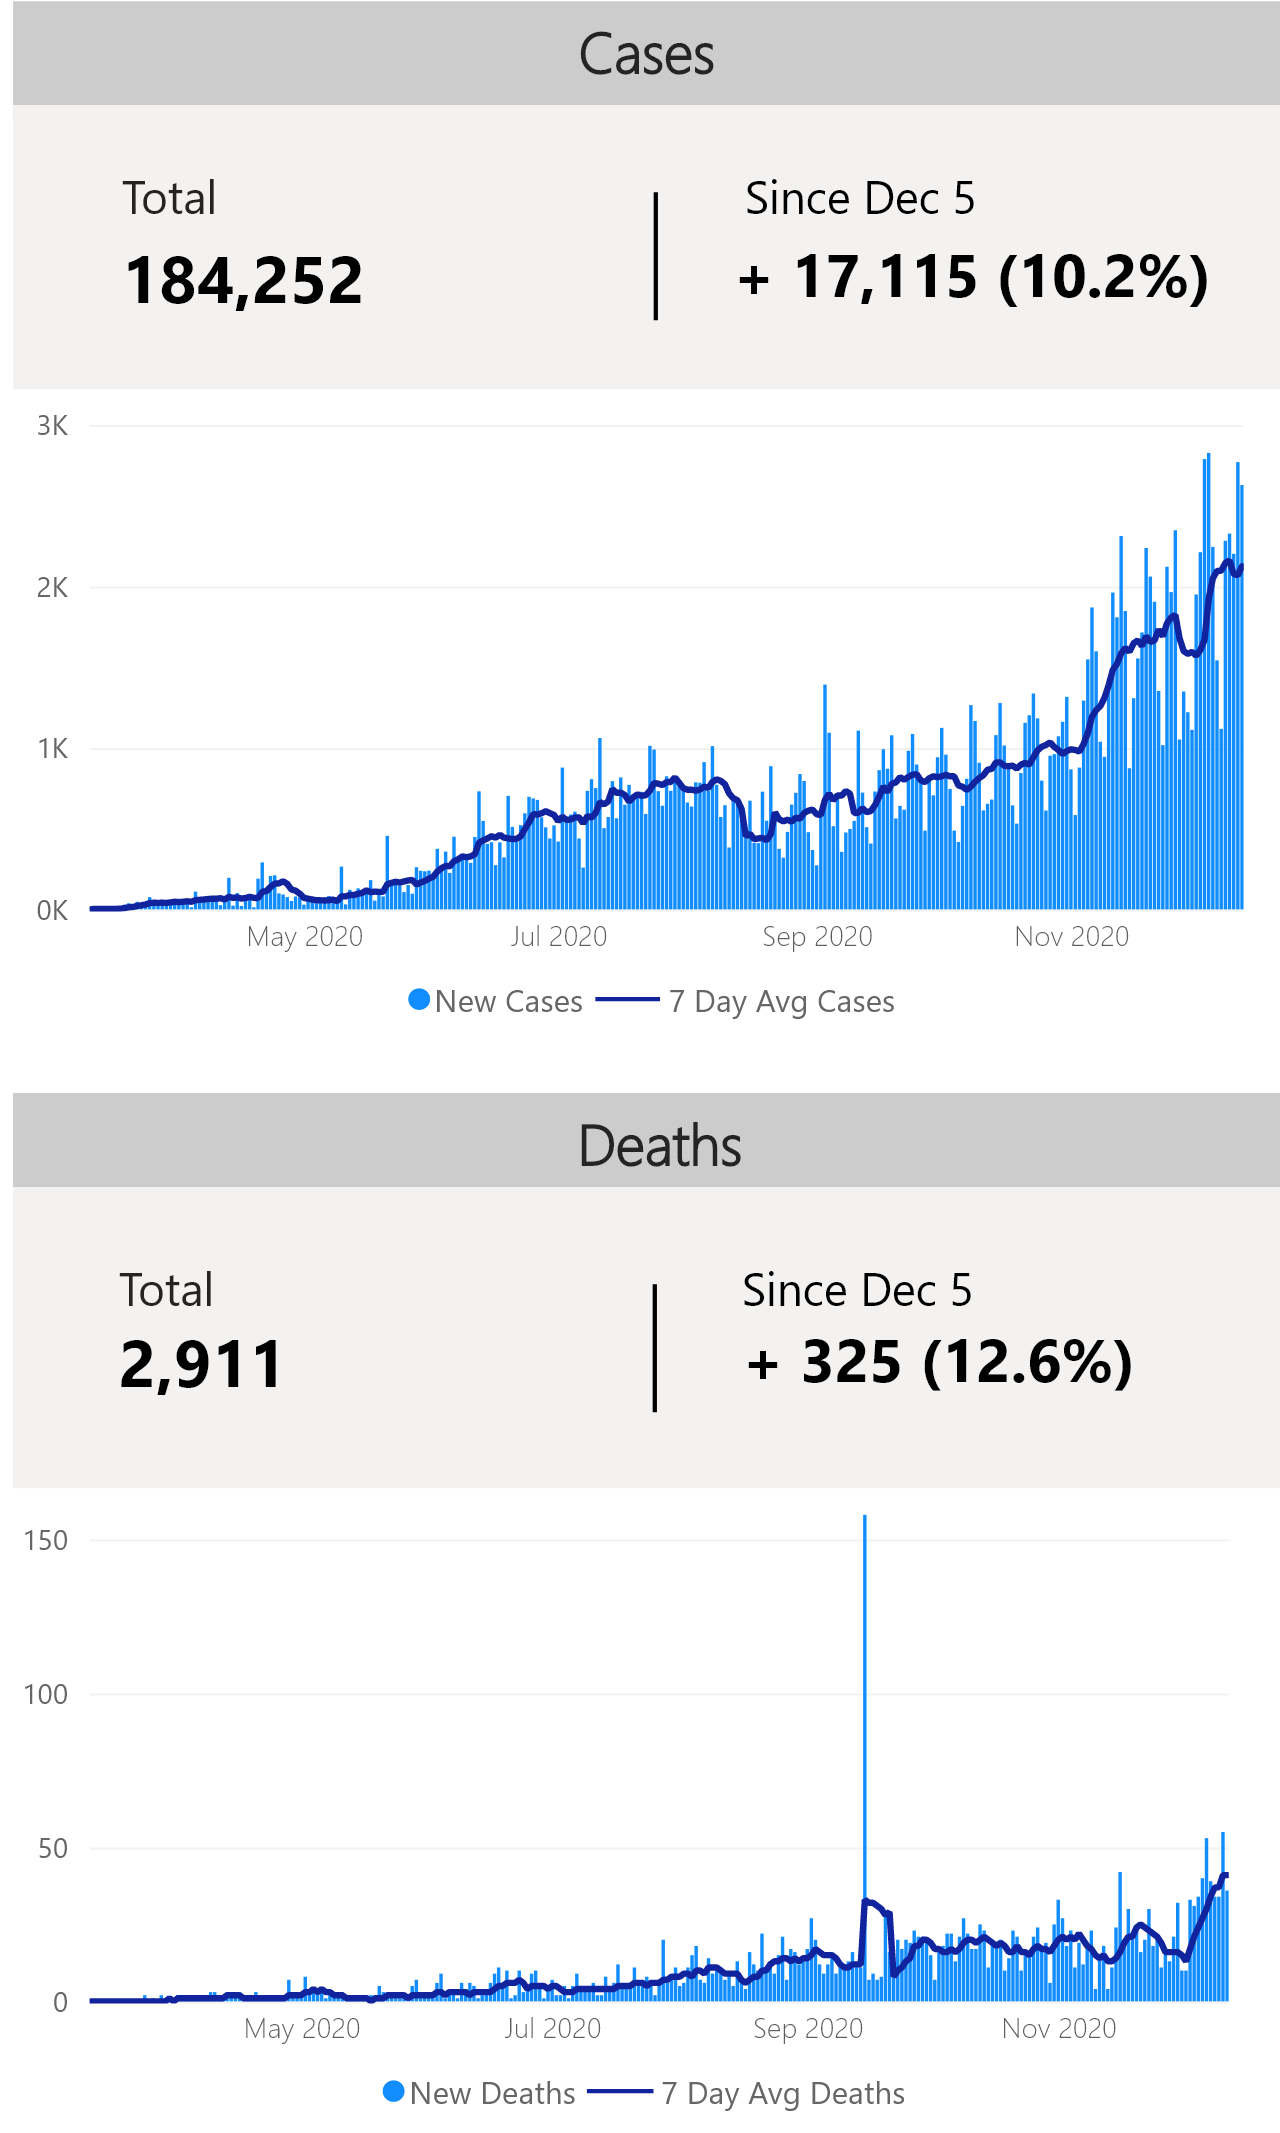 Cases
Total
Since Dec 5
184,252
+ 17,115 (10.2%)
3K
2K
1K
0K
May 2020
Jul 2020
Sep 2020
Nov 2020
New Cases
7 Day Avg Cases
Deaths
Total
Since Dec 5
2,911
+ 325 (12.6%)
150
100
50
0
May 2020
Jul 2020
Sep 2020
Nov 2020
New Deaths
7 Day Avg Deaths